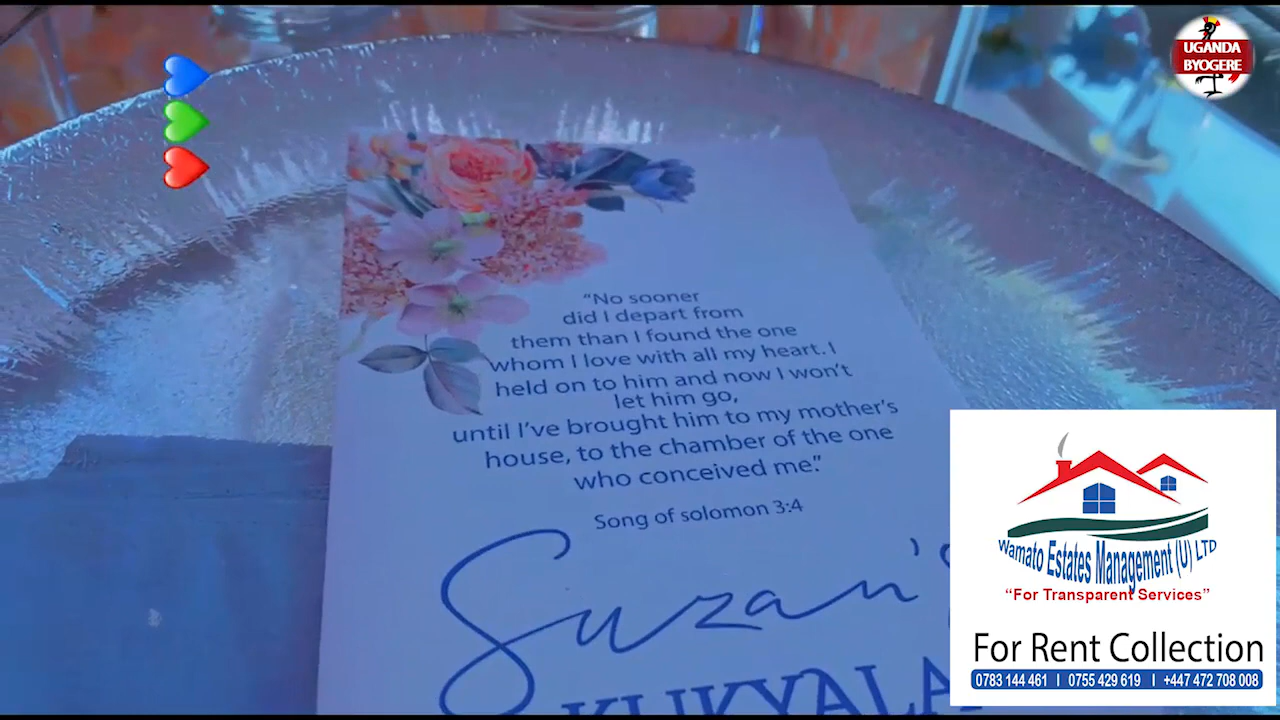 UGANDA
BYOGERE
“No sooner
did I depart from
them than I found the one
whom I love with all my heart. I
held on to him and now I won’t
let him go,
until I’ve brought him to my mother’s
house, to the chamber of the one
who conceived me.”
Song of solomon 3:4
Suzan’s
KUKYALA
Wamato Estates Management (U) LTD
“For Transparent Services”
For Rent Collection
0783 144 461 | 0755 429 619 | +447 472 708 008